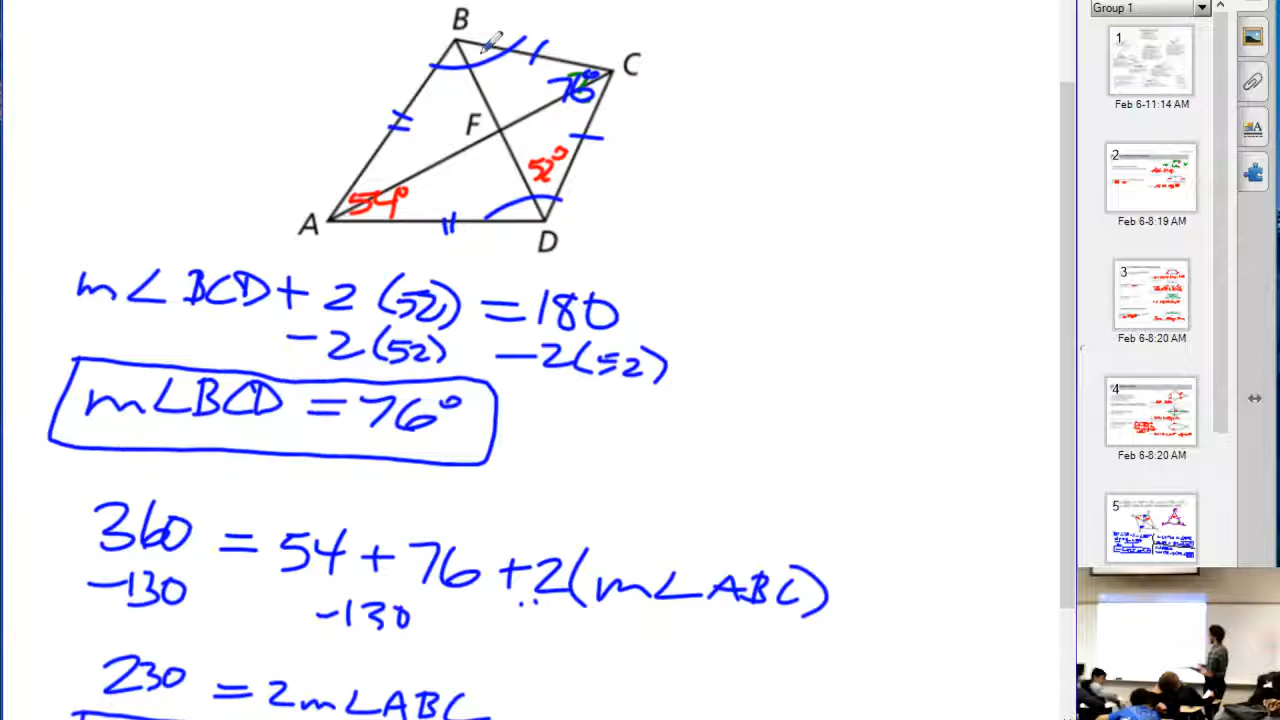 B
C
76°
F
52°
54°
A
D
m∠BCD + 2(52) = 180
-2(52) -2(52)
m∠BCD = 76°
360 = 54 + 76 + 2(m∠ABC)
-130 -130
230 = 2m∠ABC
Group 1
1
Feb 6-11:14 AM
2
Feb 6-8:19 AM
3
Feb 6-8:20 AM
4
Feb 6-8:20 AM
5